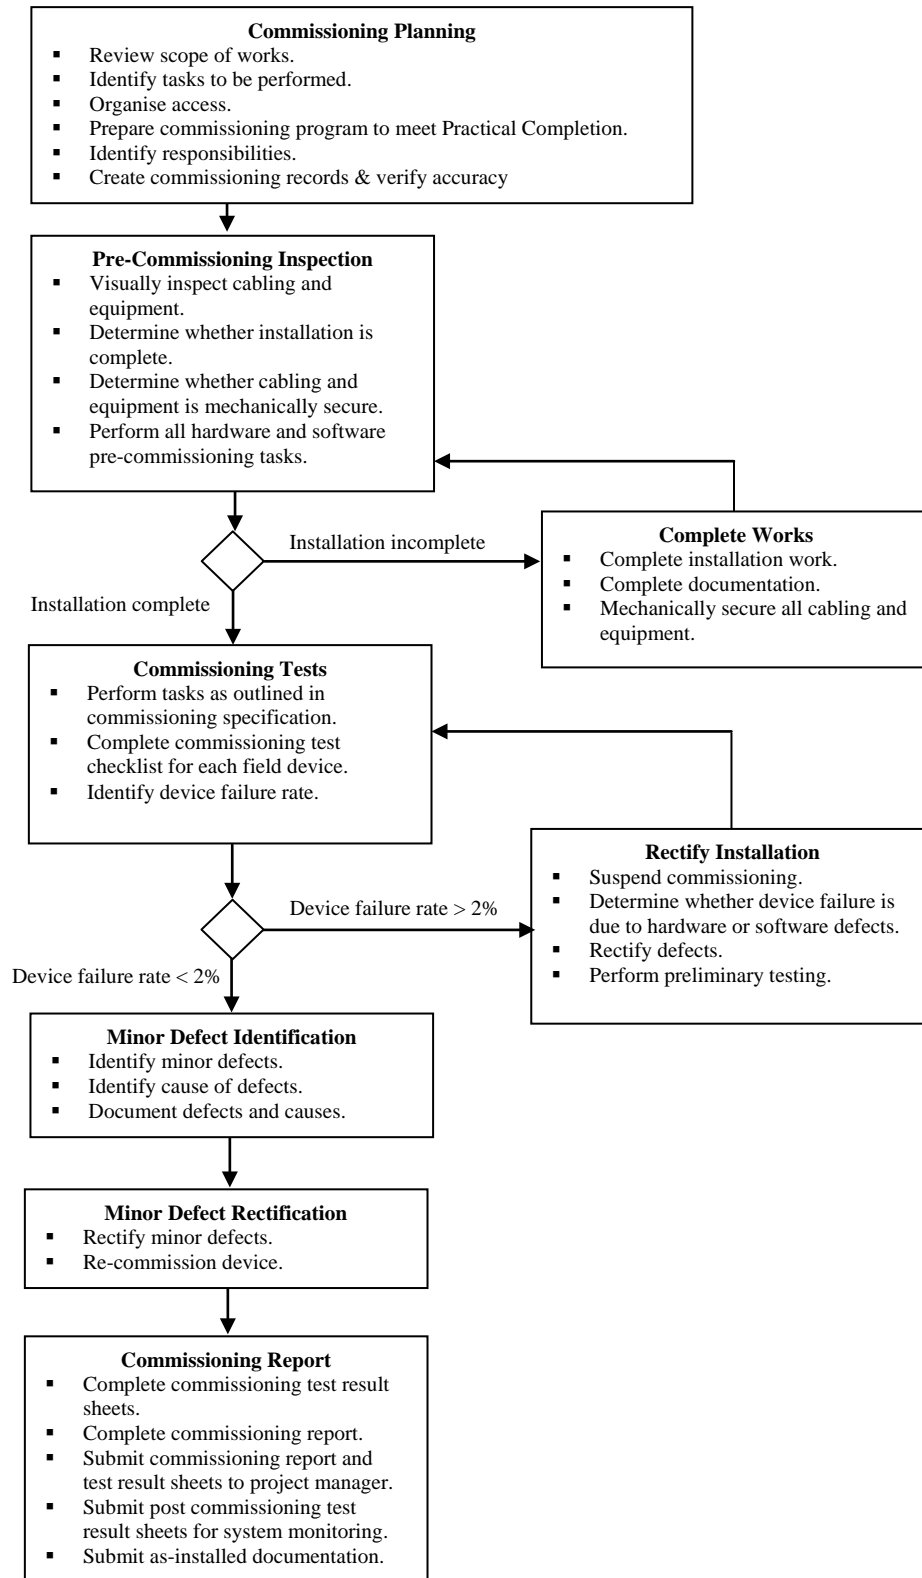 Commissioning Planning
▪ Review scope of works.
▪ Identify tasks to be performed.
▪ Organise access.
▪ Prepare commissioning program to meet Practical Completion.
▪ Identify responsibilities.
▪ Create commissioning records & verify accuracy
Pre-Commissioning Inspection
▪ Visually inspect cabling and
equipment.
▪ Determine whether installation is
complete.
▪ Determine whether cabling and
equipment is mechanically secure.
▪ Perform all hardware and software
pre-commissioning tasks.
Installation incomplete
Complete Works
▪ Complete installation work.
▪ Complete documentation.
▪ Mechanically secure all cabling and
equipment.
Installation complete
Commissioning Tests
▪ Perform tasks as outlined in
commissioning specification.
▪ Complete commissioning test
checklist for each field device.
▪ Identify device failure rate.
Device failure rate > 2%
Rectify Installation
▪ Suspend commissioning.
▪ Determine whether device failure is
due to hardware or software defects.
▪ Rectify defects.
▪ Perform preliminary testing.
Device failure rate < 2%
Minor Defect Identification
▪ Identify minor defects.
▪ Identify cause of defects.
▪ Document defects and causes.
Minor Defect Rectification
▪ Rectify minor defects.
▪ Re-commission device.
Commissioning Report
▪ Complete commissioning test result
sheets.
▪ Complete commissioning report.
▪ Submit commissioning report and
test result sheets to project manager.
▪ Submit post commissioning test
result sheets for system monitoring.
▪ Submit as-installed documentation.